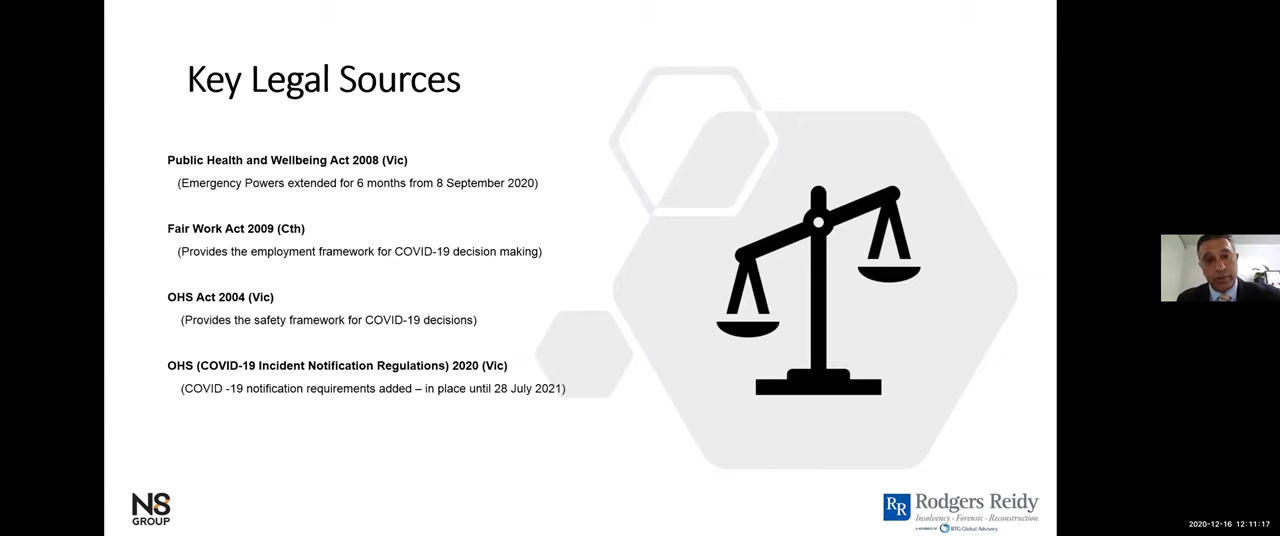 Key Legal Sources
Public Health and Wellbeing Act 2008 (Vic)
(Emergency Powers extended for 6 months from 8 September 2020)
Fair Work Act 2009 (Cth)
(Provides the employment framework for COVID-19 decision making)
OHS Act 2004 (Vic)
(Provides the safety framework for COVID-19 decisions)
OHS (COVID-19 Incident Notification Regulations) 2020 (Vic)
(COVID -19 notification requirements added – in place until 28 July 2021)
NS
GROUP
RR
Rodgers Reidy
Insolvency · Forensic · Reconstruction
A MEMBER OF BTG Global Advisory
2020-12-16 12:11:17